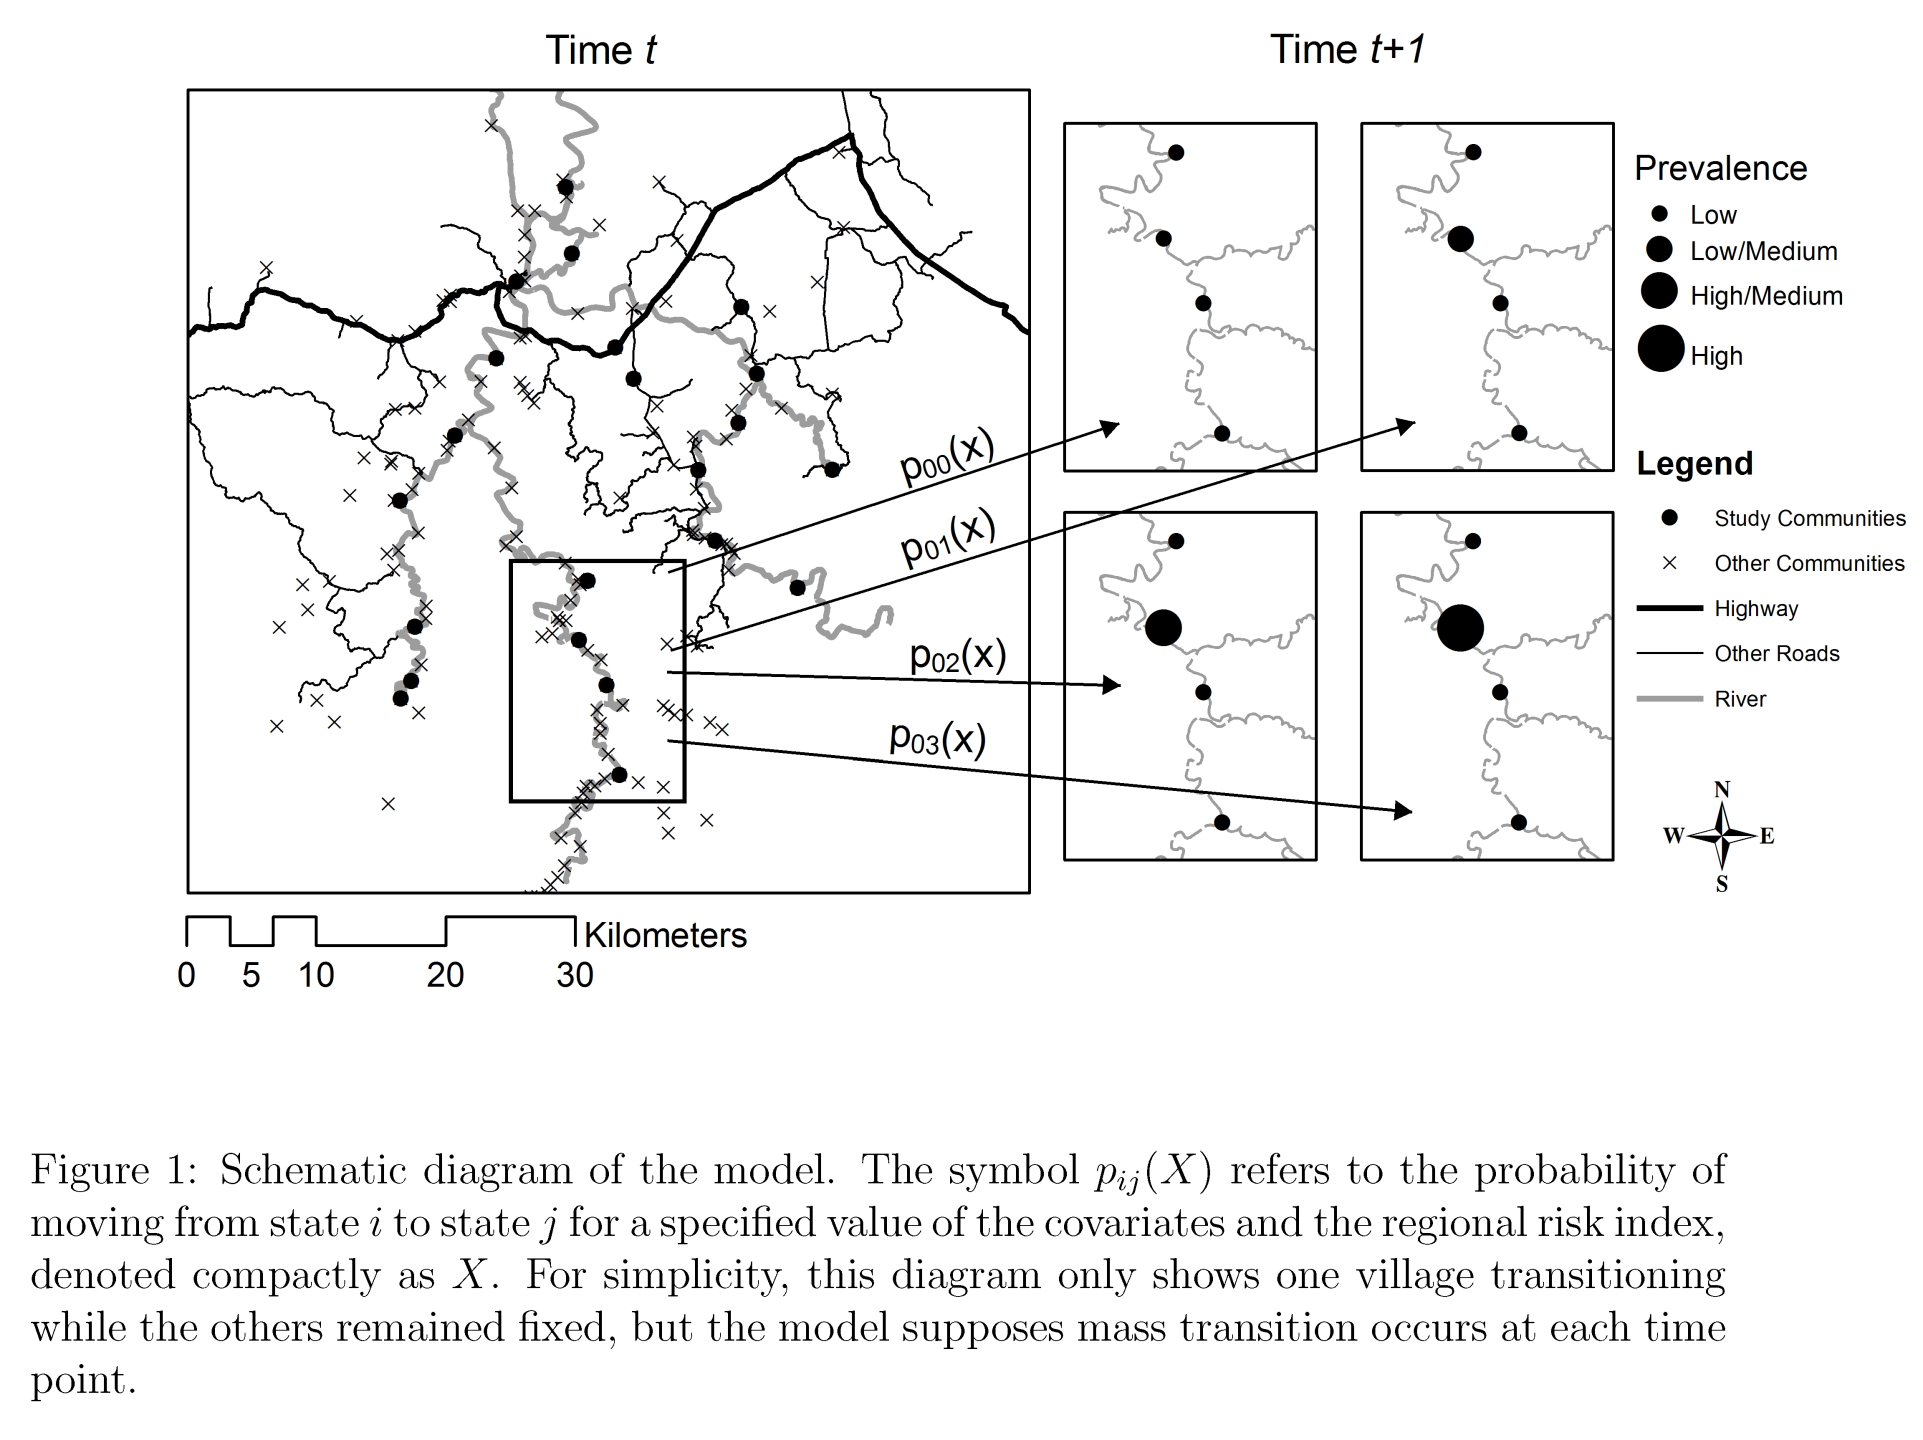 Time t
Time t+1
Prevalence
Low
Low/Medium
High/Medium
High
p00(x)
p01(x)
p02(x)
p03(x)
Legend
Study Communities
Other Communities
Highway
Other Roads
River
N
W E
S
Kilometers
0 5 10 20 30
Figure 1: Schematic diagram of the model. The symbol pij(X) refers to the probability of
moving from state i to state j for a specified value of the covariates and the regional risk index,
denoted compactly as X. For simplicity, this diagram only shows one village transitioning
while the others remained fixed, but the model supposes mass transition occurs at each time
point.